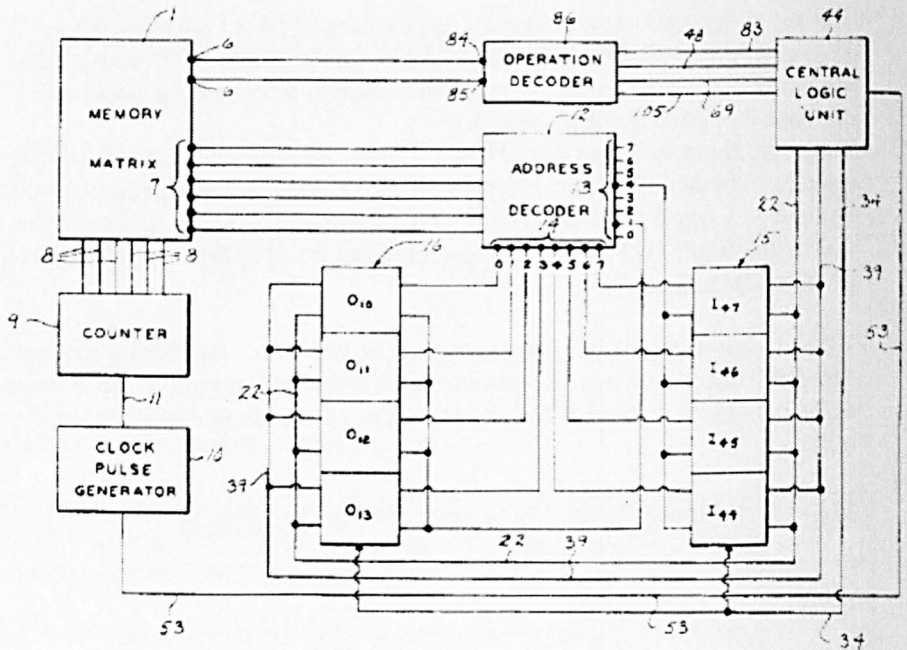 1
6
84
86
48
83
44
MEMORY
MATRIX
7
6
85
OPERATION
DECODER
105
69
CENTRAL
LOGIC
UNIT
12
ADDRESS
DECODER
13
7
5
4
3
2
1
0
14
0 1 2 3 4 5 6 7
22
34
8
8
9
COUNTER
11
CLOCK
PULSE
GENERATOR
10
16
O10
O11
O12
O13
22
39
15
I47
I46
I45
I44
39
53
22
39
53
53
34